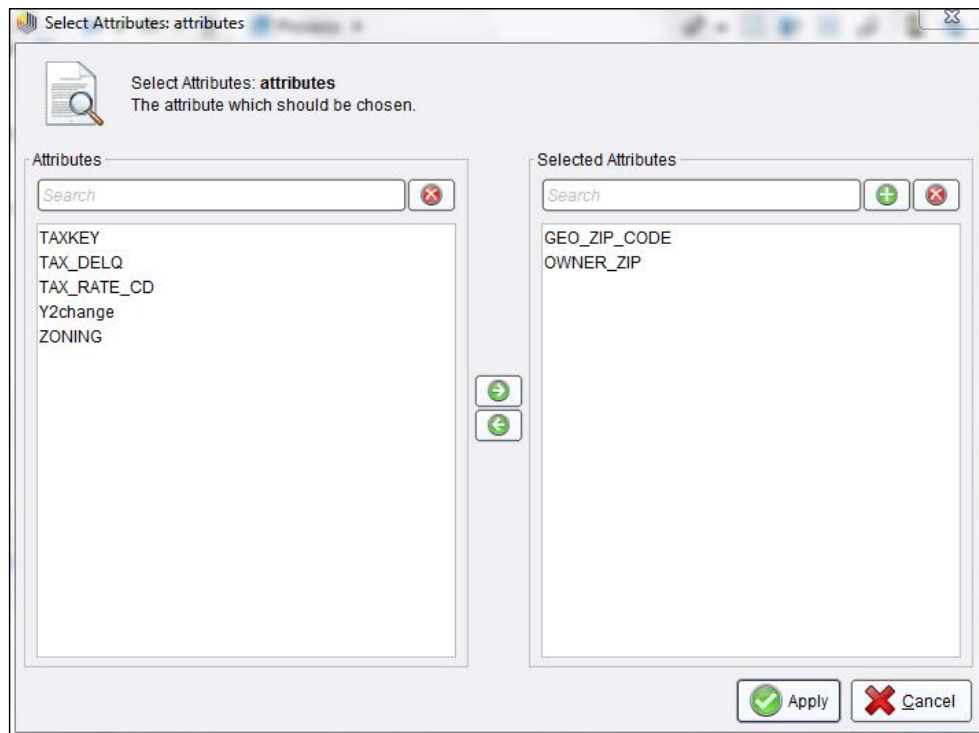 Select Attributes: attributes
Process
Select Attributes: attributes
The attribute which should be chosen.
Attributes
Selected Attributes
Search
Search
TAXKEY
TAX_DELQ
TAX_RATE_CD
Y2change
ZONING
GEO_ZIP_CODE
OWNER_ZIP
Apply
Cancel